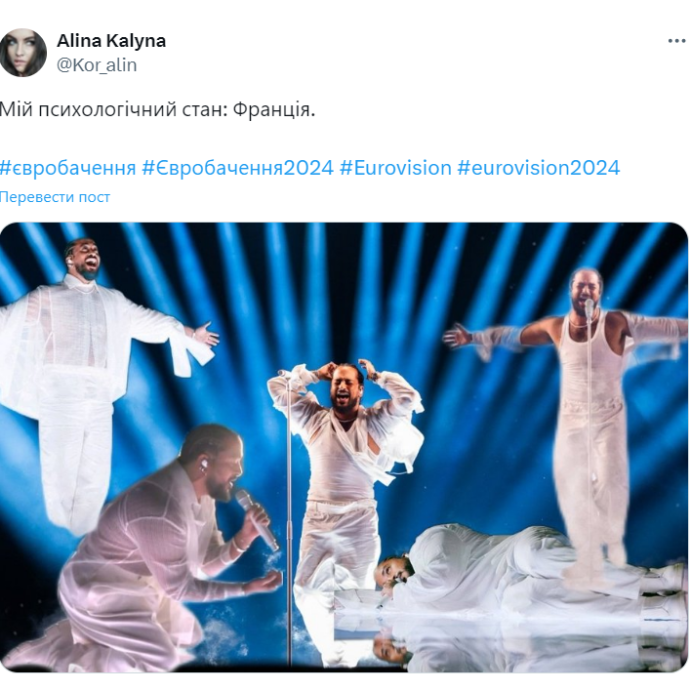 Alina Kalyna
@Kor_alin
Мій психологічний стан: Франція.
#євробачення #Євробачення2024 #Eurovision #eurovision2024
Перевести пост